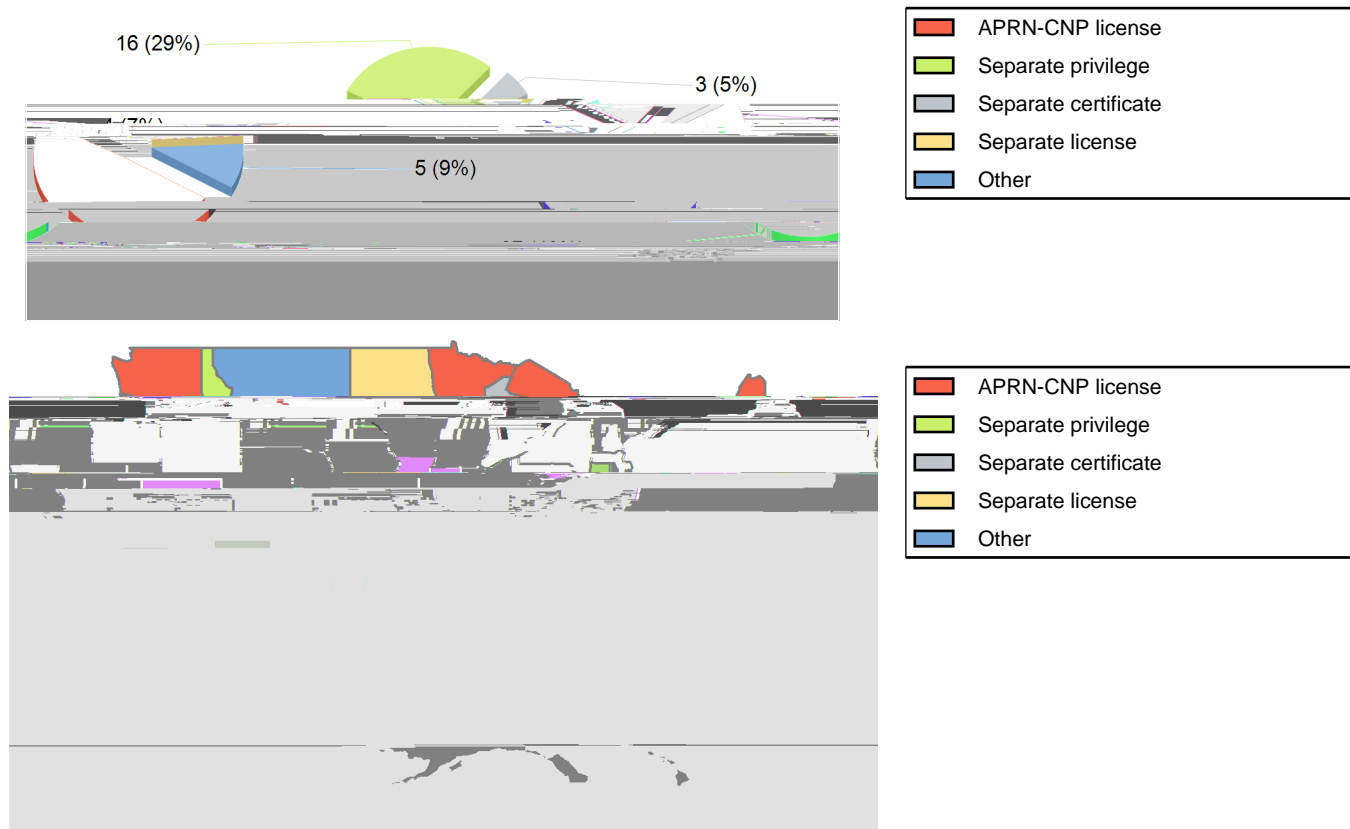 16 (29%)
3 (5%)
5 (9%)
APRN-CNP license
Separate privilege
Separate certificate
Separate license
Other
APRN-CNP license
Separate privilege
Separate certificate
Separate license
Other